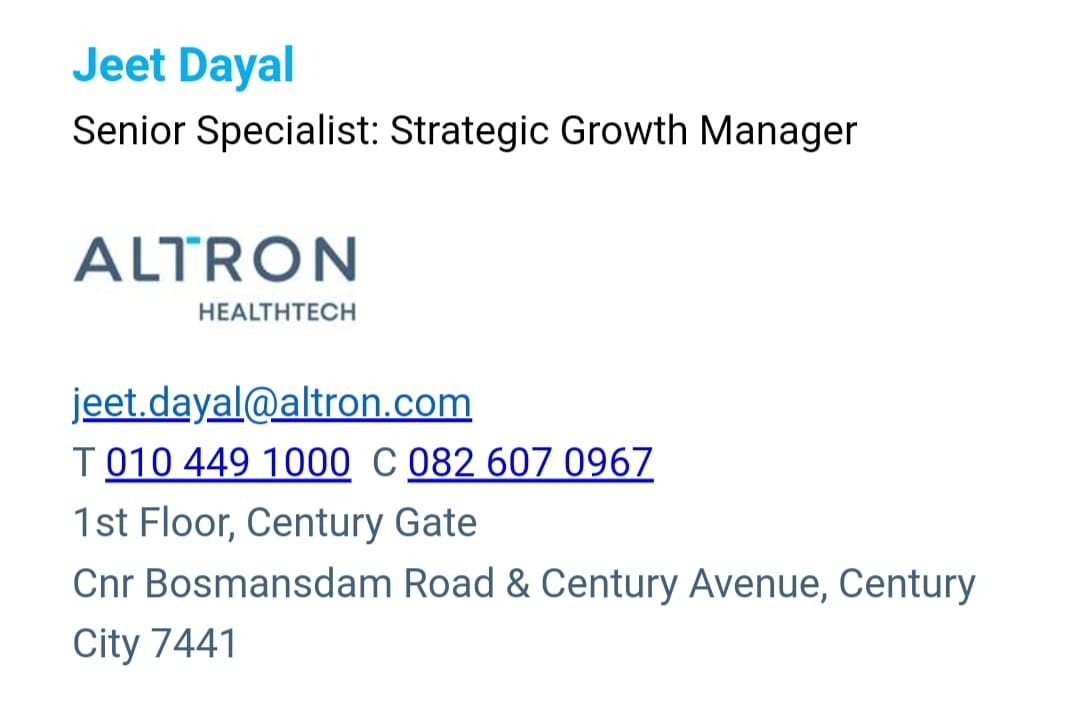 Jeet Dayal
Senior Specialist: Strategic Growth Manager
ALTRON
HEALTHTECH
jeet.dayal@altron.com
T 010 449 1000 C 082 607 0967
1st Floor, Century Gate
Cnr Bosmansdam Road & Century Avenue, Century
City 7441